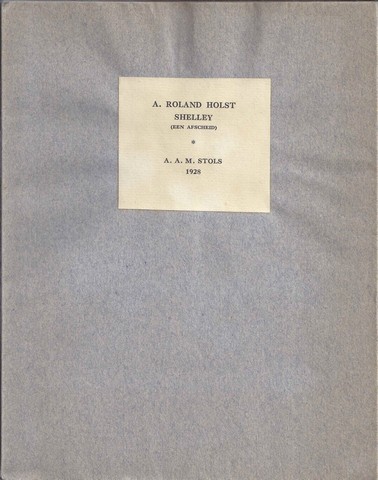 A. ROLAND HOLST
SHELLEY
(EEN AFSCHEID)
*
A. A. M. STOLS
1928